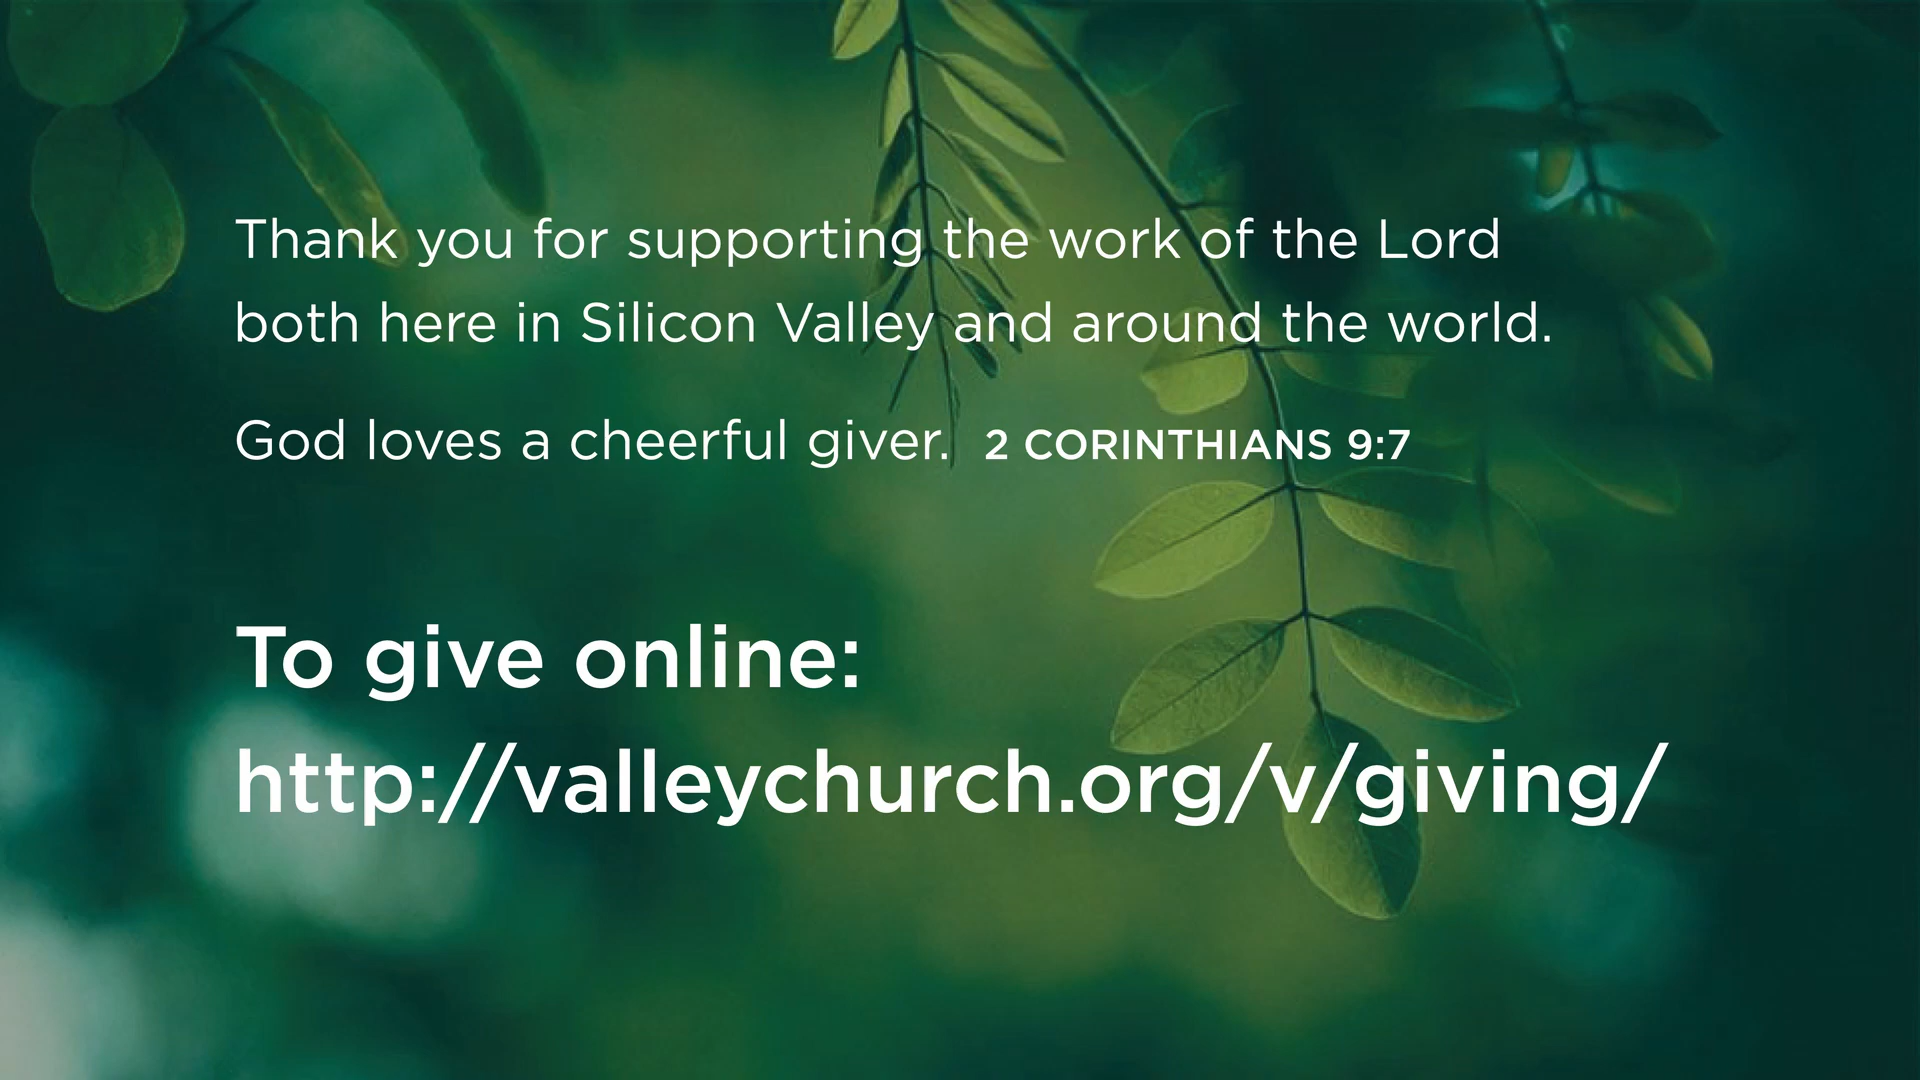 Thank you for supporting the work of the Lord
both here in Silicon Valley and around the world.
God loves a cheerful giver. 2 CORINTHIANS 9:7
To give online:
http://valleychurch.org/v/giving/